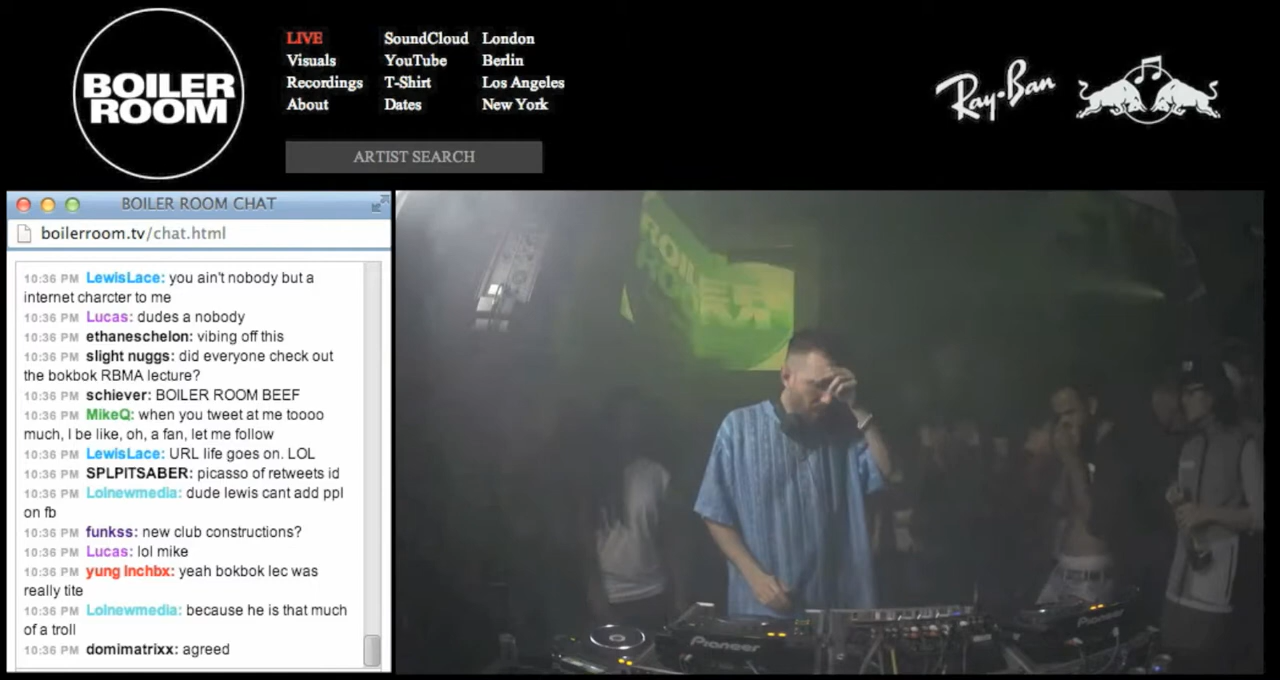 BOILER
ROOM
LIVE
Visuals
Recordings
About
SoundCloud
YouTube
T-Shirt
Dates
London
Berlin
Los Angeles
New York
ARTIST SEARCH
Ray-Ban
BOILER ROOM CHAT
boilerroom.tv/chat.html
10:36 PM LewisLace: you ain't nobody but a
internet charcter to me
10:36 PM Lucas: dudes a nobody
10:36 PM ethaneschelon: vibing off this
10:36 PM slight nuggs: did everyone check out
the bokbok RBMA lecture?
10:36 PM schiever: BOILER ROOM BEEF
10:36 PM MikeQ: when you tweet at me toooo
much, I be like, oh, a fan, let me follow
10:36 PM LewisLace: URL life goes on. LOL
10:36 PM SPLPITSABER: picasso of retweets id
10:36 PM Lolnewmedia: dude lewis cant add ppl
on fb
10:36 PM funkss: new club constructions?
10:36 PM Lucas: lol mike
10:36 PM yung lnchbx: yeah bokbok lec was
really tite
10:36 PM Lolnewmedia: because he is that much
of a troll
10:36 PM domimatrixx: agreed
BOILER
ROOM
Pioneer